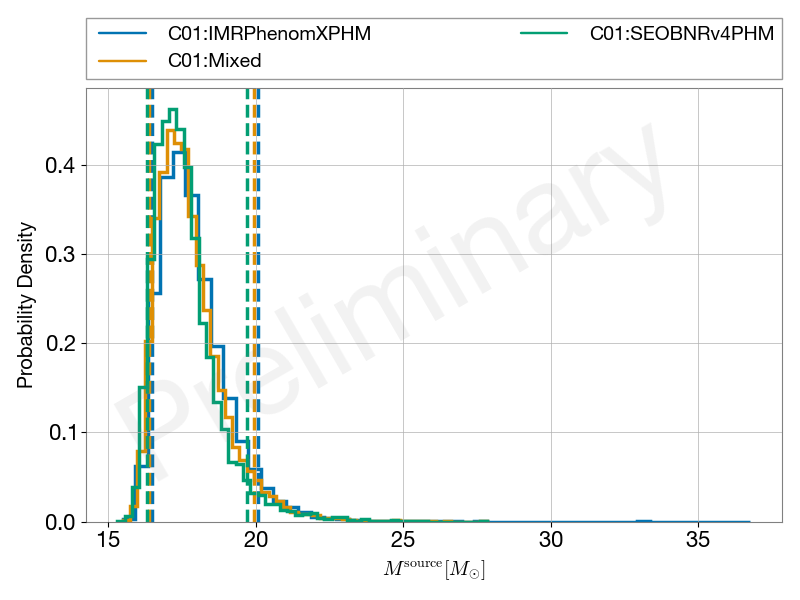 C01:IMRPhenomXPHM
C01:Mixed
C01:SEOBNRv4PHM
Preliminary
Probability Density
0.4
0.3
0.2
0.1
0.0
15 20 25 30 35
M^source [M_⊙]